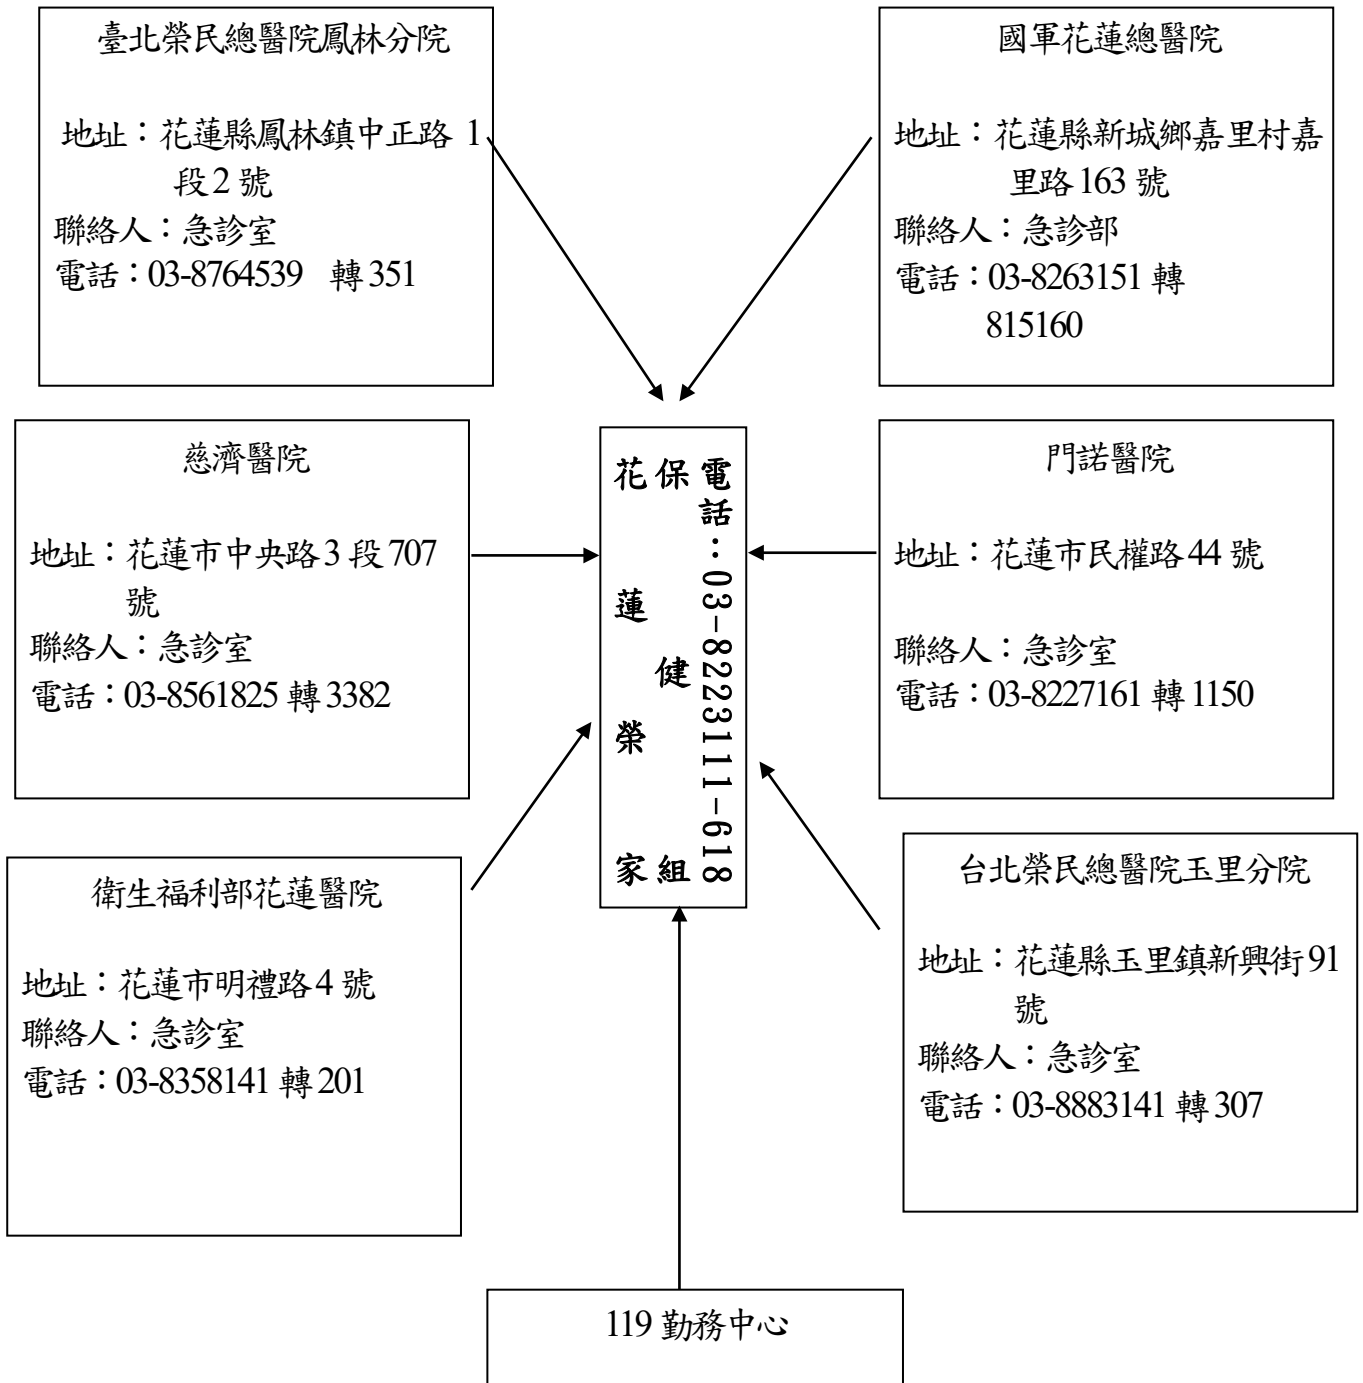 臺北榮民總醫院鳳林分院
地址：花蓮縣鳳林鎮中正路 1
段 2 號
聯絡人：急診室
電話：03-8764539 轉 351
國軍花蓮總醫院
地址：花蓮縣新城鄉嘉里村嘉
里路 163 號
聯絡人：急診部
電話：03-8263151 轉
815160
慈濟醫院
地址：花蓮市中央路 3 段 707
號
聯絡人：急診室
電話：03-8561825 轉 3382
花蓮榮家
保健組
電話：03-8223111-618
門諾醫院
地址：花蓮市民權路 44 號
聯絡人：急診室
電話：03-8227161 轉 1150
衛生福利部花蓮醫院
地址：花蓮市明禮路 4 號
聯絡人：急診室
電話：03-8358141 轉 201
台北榮民總醫院玉里分院
地址：花蓮縣玉里鎮新興街 91
號
聯絡人：急診室
電話：03-8883141 轉 307
119 勤務中心